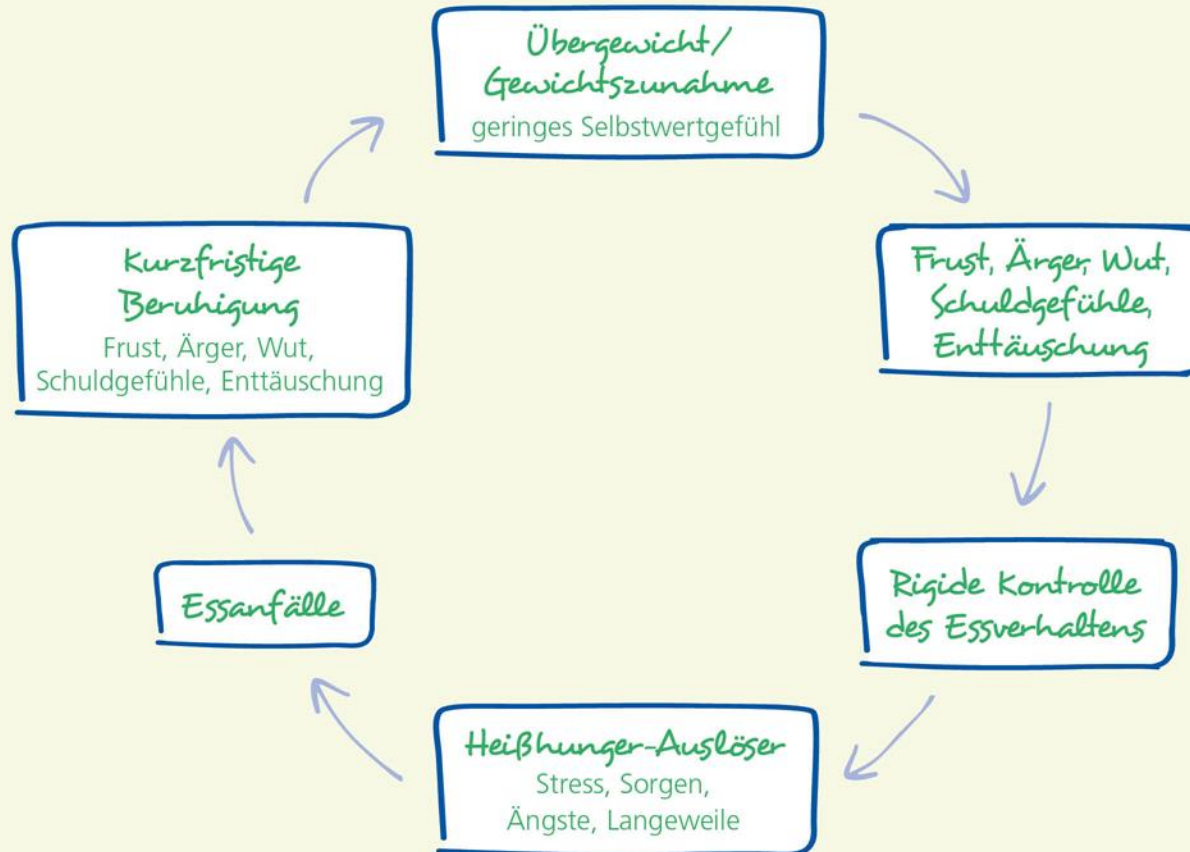 Übergewicht/
Gewichtszunahme
geringes Selbstwertgefühl
Frust, Ärger, Wut,
Schuldgefühle,
Enttäuschung
Rigide Kontrolle
des Essverhaltens
Heißhunger-Auslöser
Stress, Sorgen,
Ängste, Langeweile
Essanfälle
Kurzfristige
Beruhigung
Frust, Ärger, Wut,
Schuldgefühle, Enttäuschung